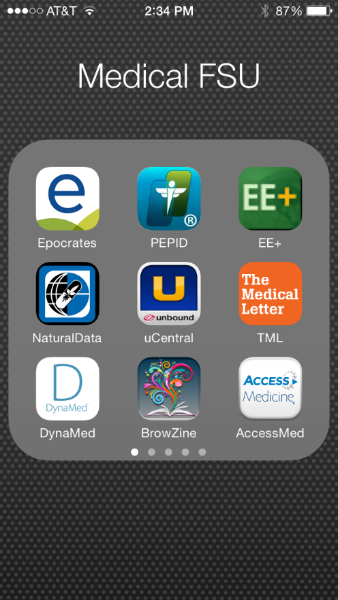 AT&T 2:34 PM 87%
Medical FSU
e
®
EE+
Epocrates PEPID EE+
U
unbound
The
Medical
Letter
NaturalData uCentral TML
D
DynaMed
ACCESS
Medicine
DynaMed BrowZine AccessMed